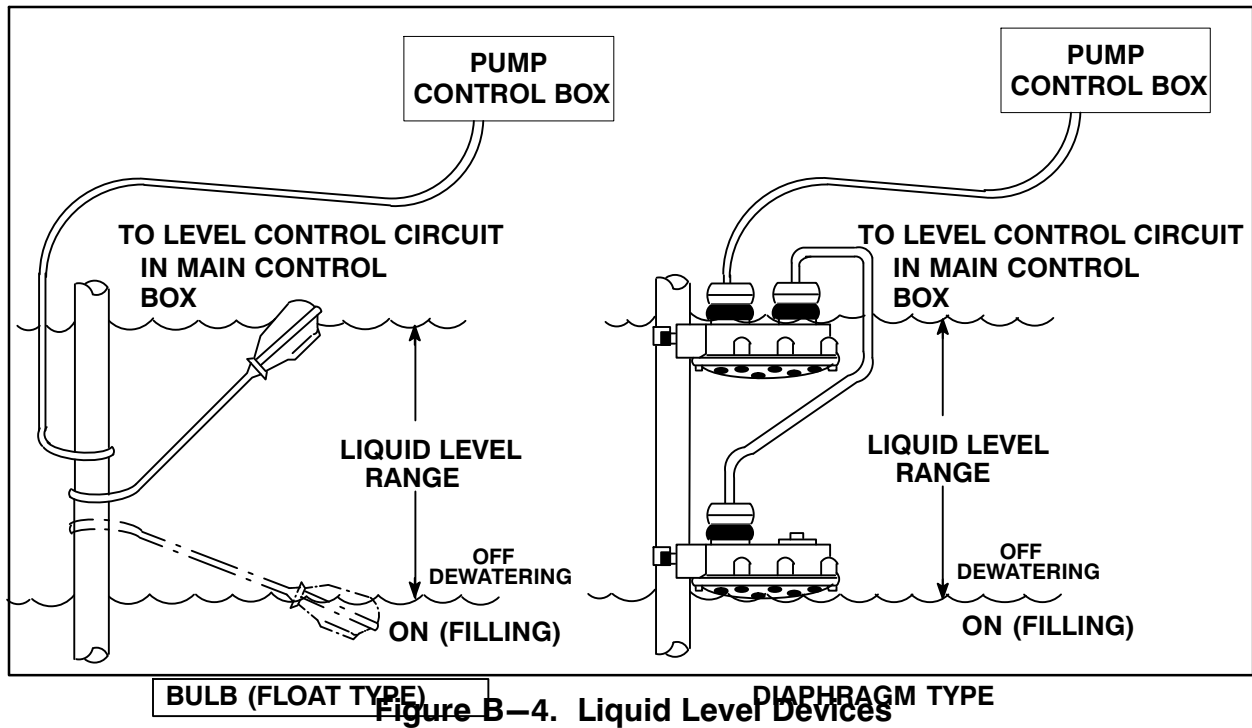 PUMP
CONTROL BOX
TO LEVEL CONTROL CIRCUIT
IN MAIN CONTROL
BOX
LIQUID LEVEL
RANGE
OFF
DEWATERING
ON (FILLING)
BULB (FLOAT TYPE)
PUMP
CONTROL BOX
TO LEVEL CONTROL CIRCUIT
IN MAIN CONTROL
BOX
LIQUID LEVEL
RANGE
OFF
DEWATERING
ON (FILLING)
DIAPHRAGM TYPE
Figure B–4. Liquid Level Devices